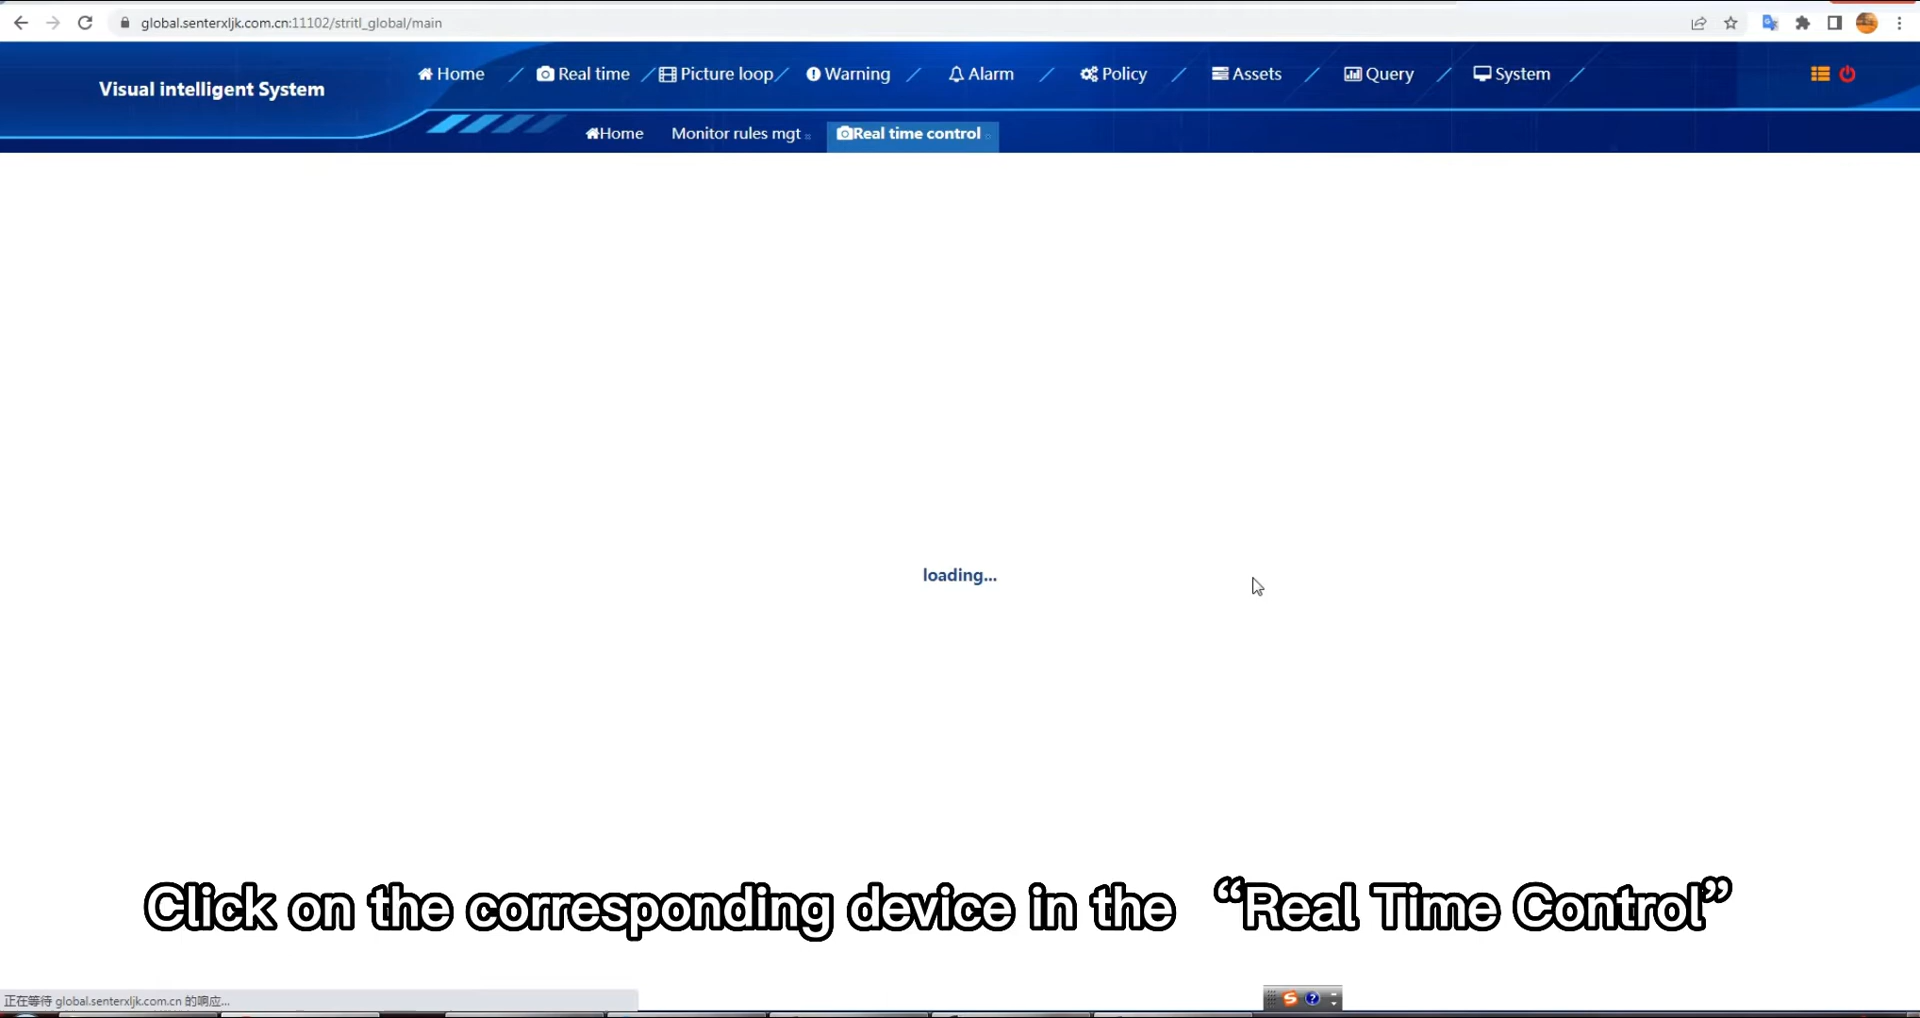 global.senterxljk.com.cn:11102/stritl_global/main
Visual intelligent System
Home
Real time
Picture loop
Warning
Alarm
Policy
Assets
Query
System
Home
Monitor rules mgt
Real time control
loading...
Click on the corresponding device in the “Real Time Control”
正在等待 global.senterxljk.com.cn 的响应...